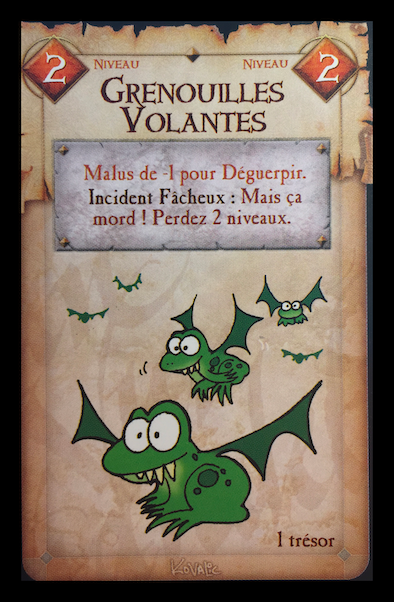 2 NIVEAU NIVEAU 2
GRENOUILLES
VOLANTES
Malus de -1 pour Déguerpir.
Incident Fâcheux : Mais ça
mord ! Perdez 2 niveaux.
1 trésor
KOVALIC